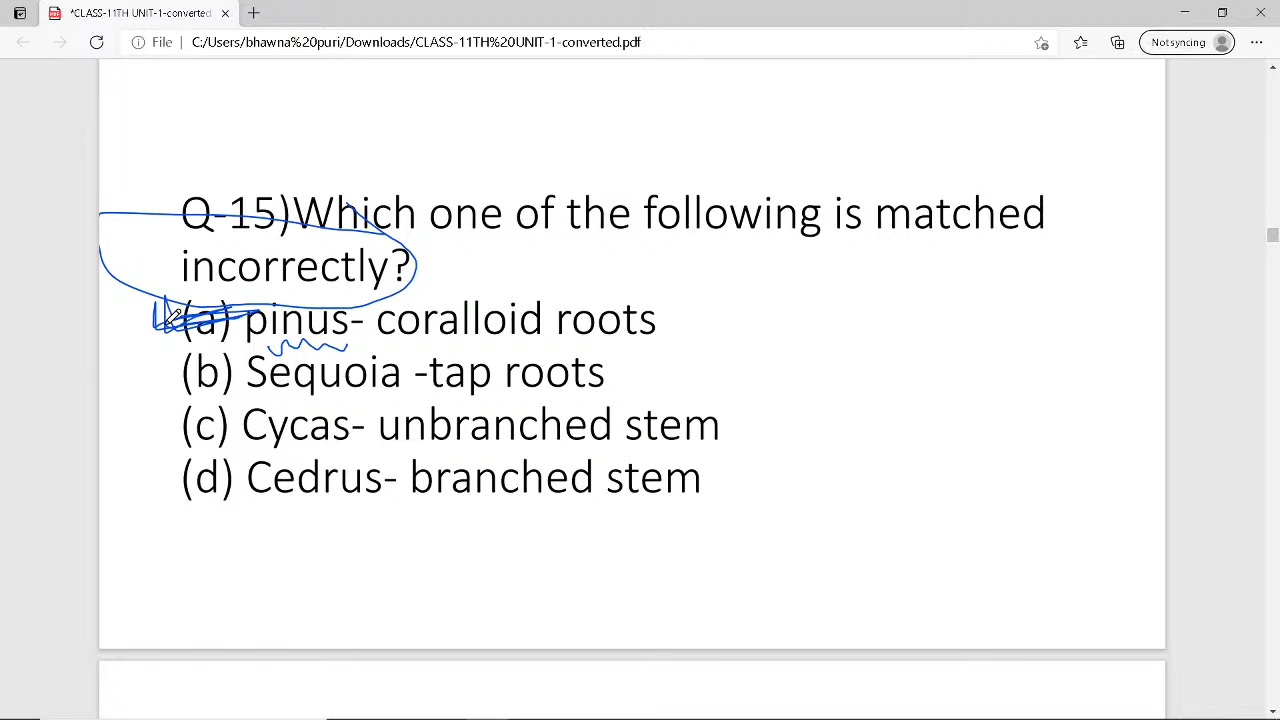 *CLASS-11TH UNIT-1-converted
File C:/Users/bhawna%20puri/Downloads/CLASS-11TH%20UNIT-1-converted.pdf
Not syncing
Q-15)Which one of the following is matched
incorrectly?
(a) pinus- coralloid roots
(b) Sequoia -tap roots
(c) Cycas- unbranched stem
(d) Cedrus- branched stem